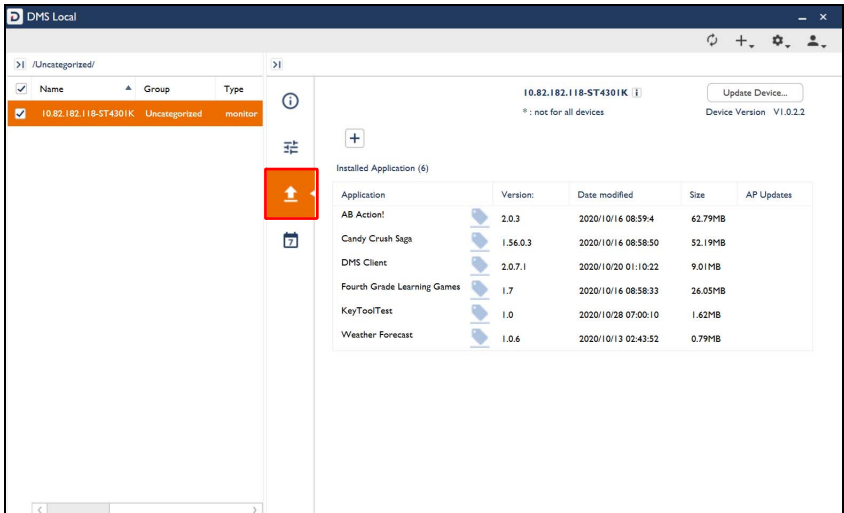 D DMS Local
/Uncategorized/
Name Group Type
10.82.182.118-ST4301K Uncategorized monitor
7
10.82.182.118-ST4301K i
Update Device...
* : not for all devices
Device Version V1.0.2.2
Installed Application (6)
Application Version: Date modified Size AP Updates
AB Action! 2.0.3 2020/10/16 08:59:4 62.79MB
Candy Crush Saga 1.56.0.3 2020/10/16 08:58:50 52.19MB
DMS Client 2.0.7.1 2020/10/20 01:10:22 9.01MB
Fourth Grade Learning Games 1.7 2020/10/16 08:58:33 26.05MB
KeyToolTest 1.0 2020/10/28 07:00:10 1.62MB
Weather Forecast 1.0.6 2020/10/13 02:43:52 0.79MB